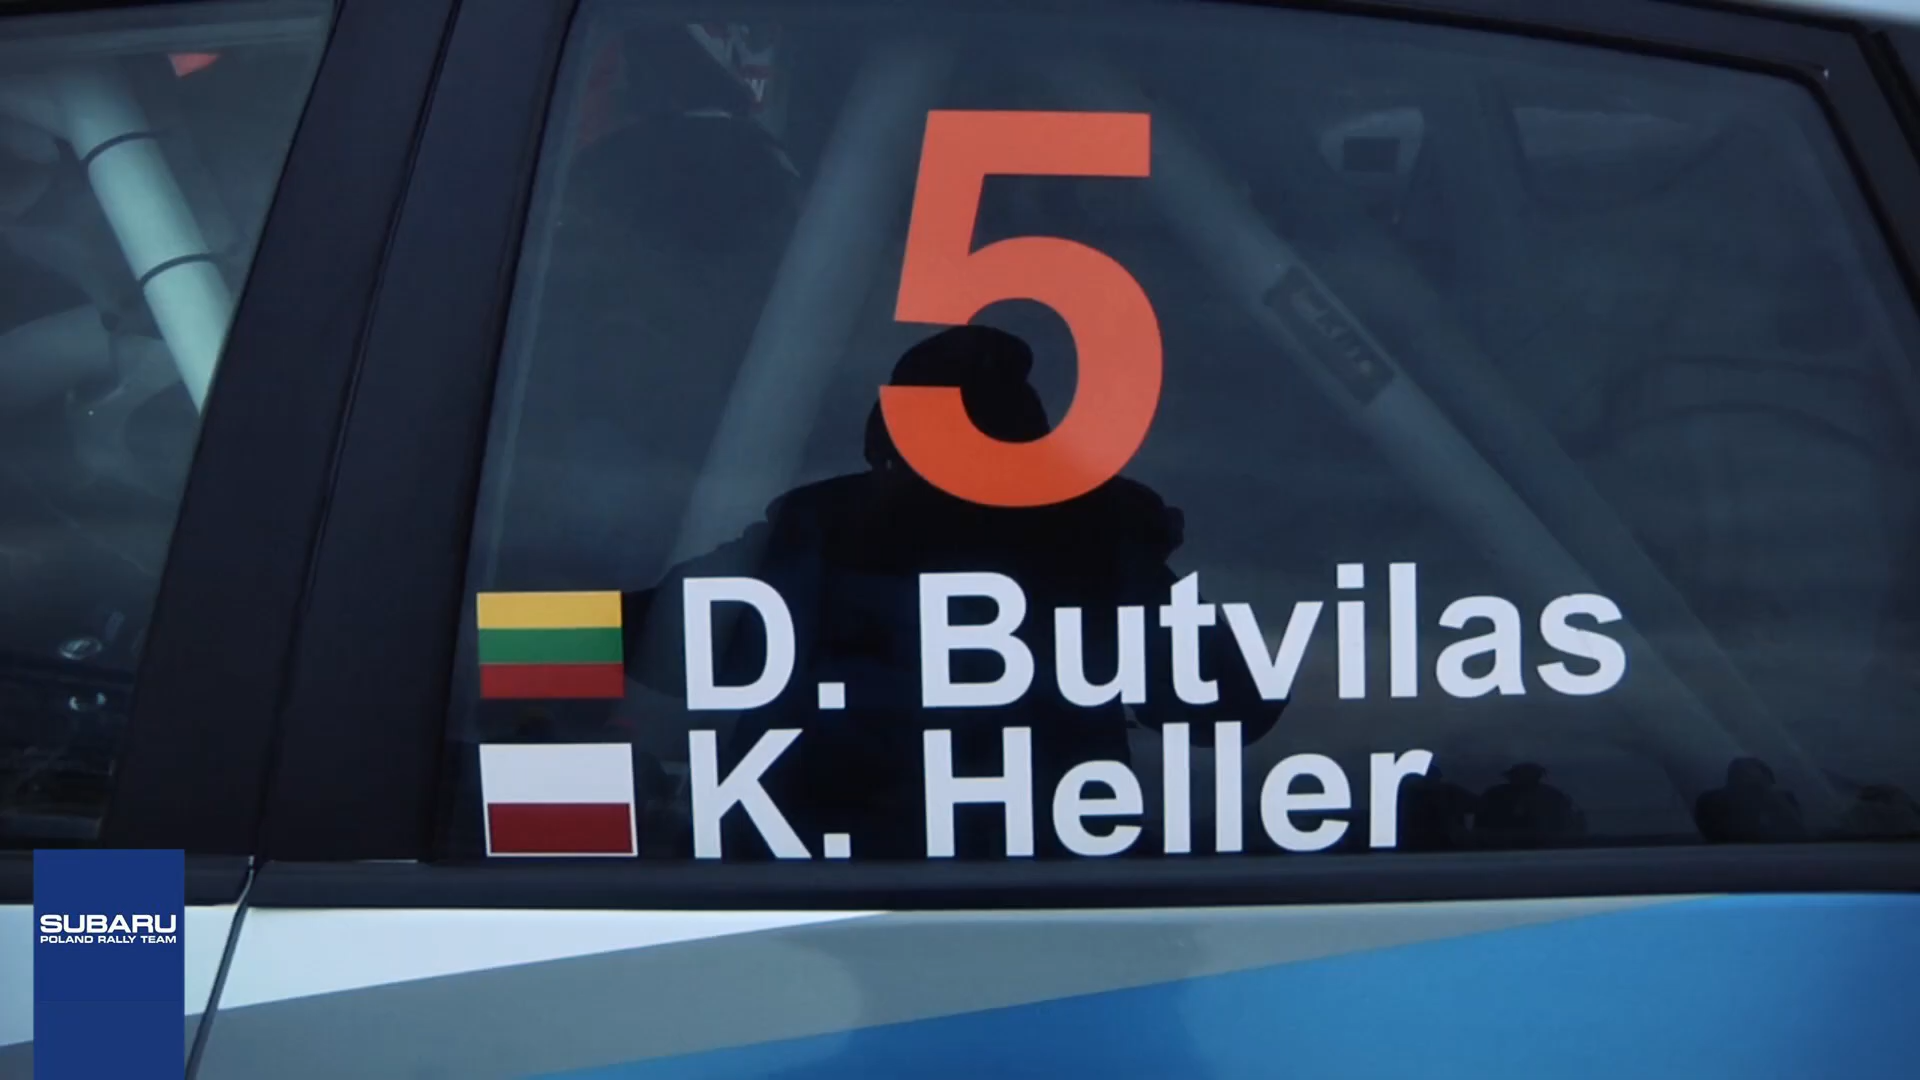 5
D. Butvilas
K. Heller
SUBARU
POLAND RALLY TEAM